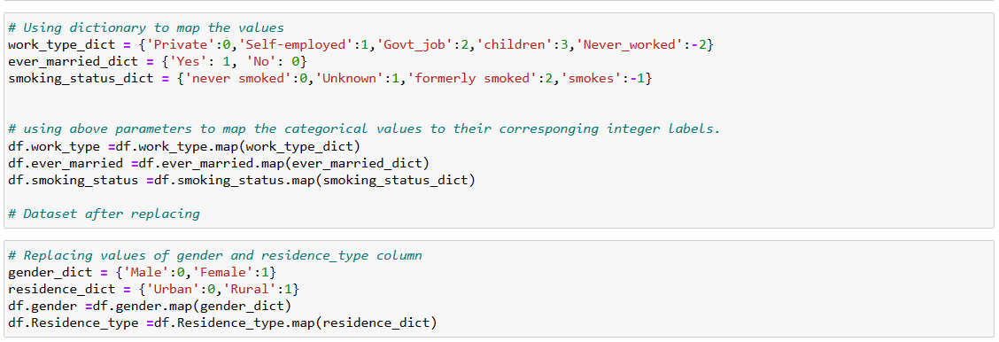 # Using dictionary to map the values
work_type_dict = {'Private':0,'Self-employed':1,'Govt_job':2,'children':3,'Never_worked':-2}
ever_married_dict = {'Yes': 1, 'No': 0}
smoking_status_dict = {'never smoked':0,'Unknown':1,'formerly smoked':2,'smokes':-1}
# using above parameters to map the categorical values to their corresponging integer labels.
df.work_type =df.work_type.map(work_type_dict)
df.ever_married =df.ever_married.map(ever_married_dict)
df.smoking_status =df.smoking_status.map(smoking_status_dict)
# Dataset after replacing
# Replacing values of gender and residence_type column
gender_dict = {'Male':0,'Female':1}
residence_dict = {'Urban':0,'Rural':1}
df.gender =df.gender.map(gender_dict)
df.Residence_type =df.Residence_type.map(residence_dict)